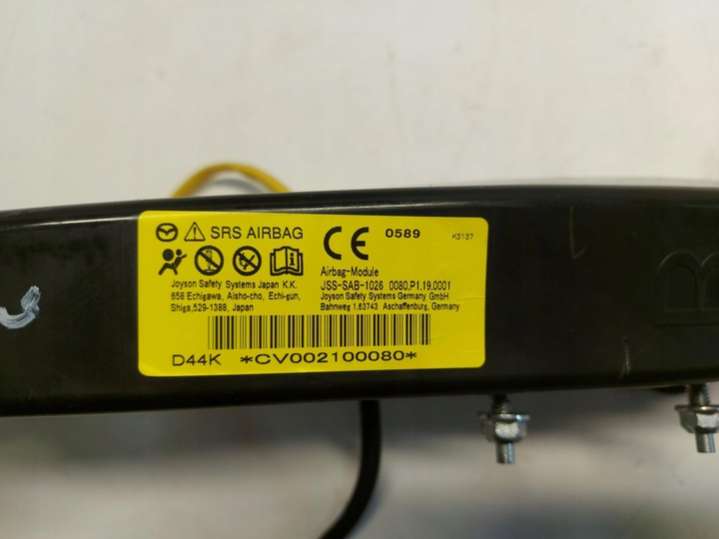 SRS AIRBAG
CE 0589 K3137
Airbag-Module
JSS-SAB-1026 0080.P1.19.0001
Joyson Safety Systems Germany GmbH
Bahnweg 1,63743 Aschaffenburg, Germany
Joyson Safety Systems Japan K.K.
656 Echigawa, Aisho-cho, Echi-gun,
Shiga,529-1388, Japan
D44K *CV002100080*
R